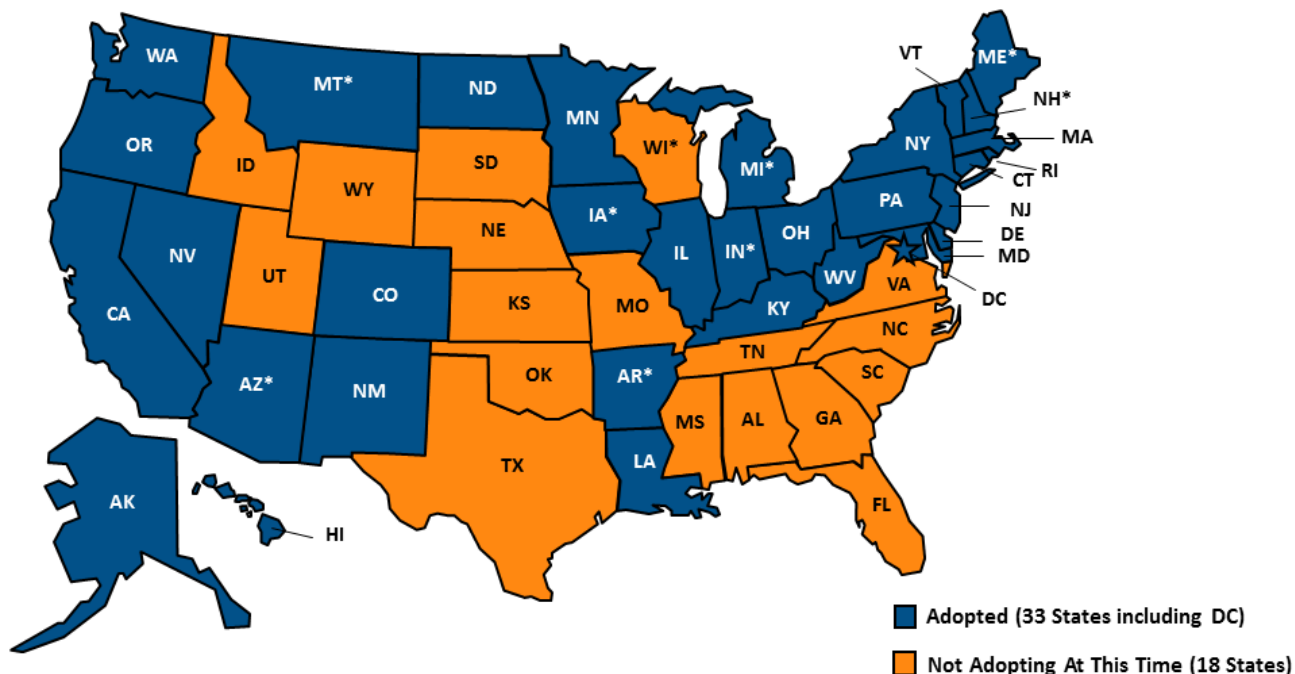 WA
MT*
ND
MN
ME*
VT
NH*
MA
OR
ID
SD
WI*
MI*
NY
RI
CT
WY
IA*
PA
NJ
NE
OH
DE
MD
NV
UT
CO
IL
IN*
WV
VA
DC
CA
KS
MO
KY
NC
AZ*
NM
OK
AR*
TN
SC
MS
AL
GA
TX
LA
AK
HI
FL
Adopted (33 States including DC)
Not Adopting At This Time (18 States)